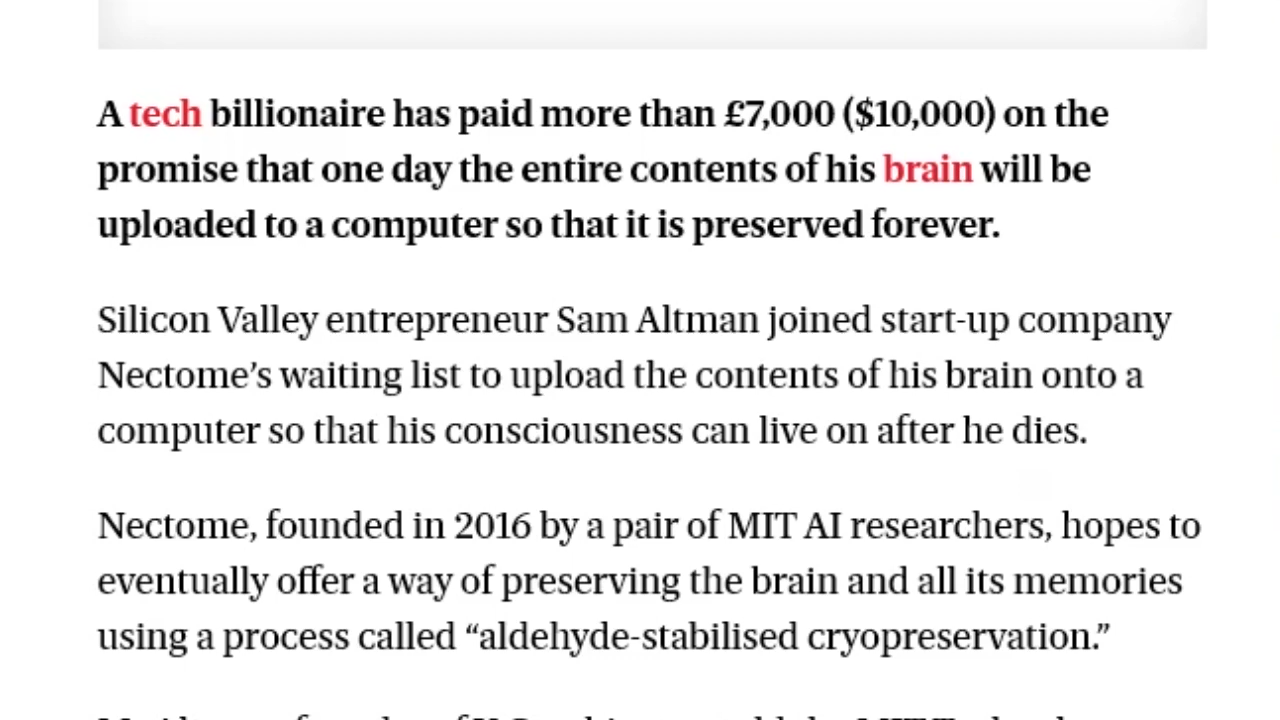 A tech billionaire has paid more than £7,000 ($10,000) on the
promise that one day the entire contents of his brain will be
uploaded to a computer so that it is preserved forever.
Silicon Valley entrepreneur Sam Altman joined start-up company
Nectome’s waiting list to upload the contents of his brain onto a
computer so that his consciousness can live on after he dies.
Nectome, founded in 2016 by a pair of MIT AI researchers, hopes to
eventually offer a way of preserving the brain and all its memories
using a process called “aldehyde-stabilised cryopreservation.”